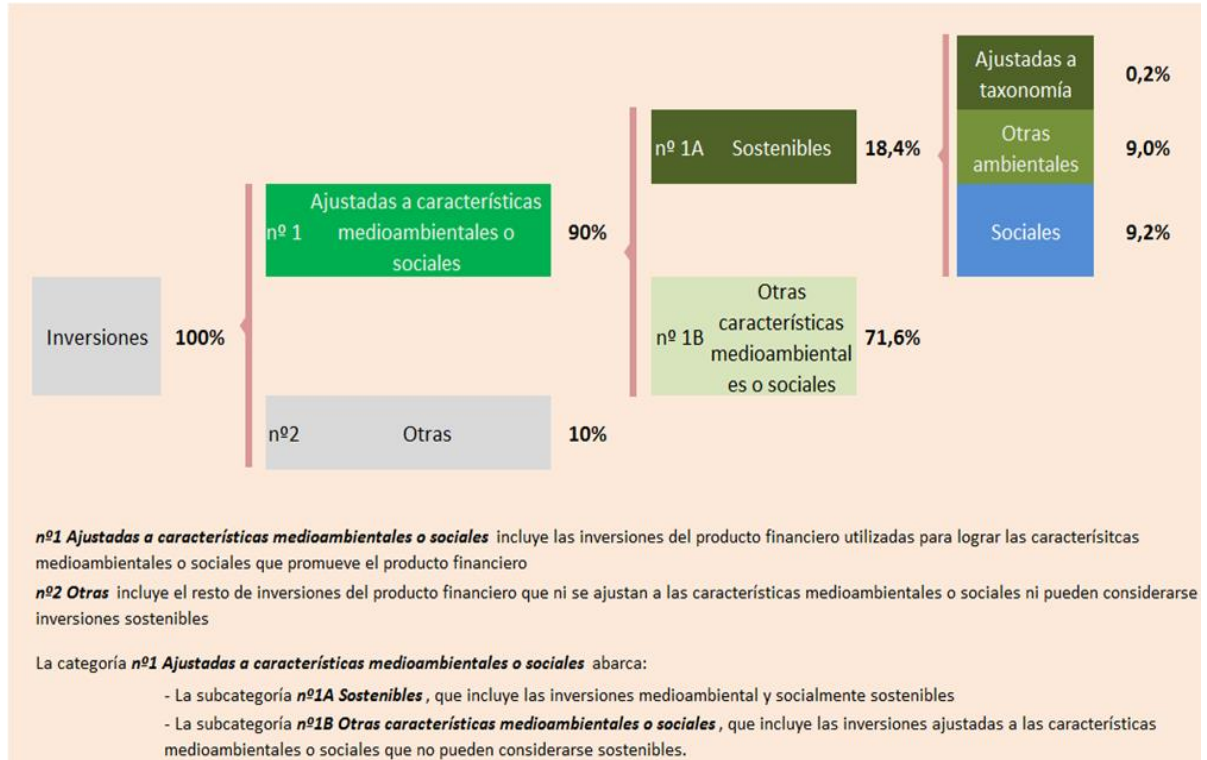 Ajustadas a
taxonomía
0,2%
nº 1A Sostenibles 18,4%
Otras
ambientales
9,0%
nº 1
Ajustadas a características
medioambientales o
sociales
90%
Sociales 9,2%
Inversiones 100%
nº 1B
Otras
características
medioambiental
es o sociales
71,6%
nº2 Otras 10%
nº1 Ajustadas a características medioambientales o sociales incluye las inversiones del producto financiero utilizadas para lograr las caracterísitcas
medioambientales o sociales que promueve el producto financiero
nº2 Otras incluye el resto de inversiones del producto financiero que ni se ajustan a las características medioambientales o sociales ni pueden considerarse
inversiones sostenibles
La categoría nº1 Ajustadas a características medioambientales o sociales abarca:
- La subcategoría nº1A Sostenibles, que incluye las inversiones medioambiental y socialmente sostenibles
- La subcategoría nº1B Otras características medioambientales o sociales, que incluye las inversiones ajustadas a las características
medioambientales o sociales que no pueden considerarse sostenibles.